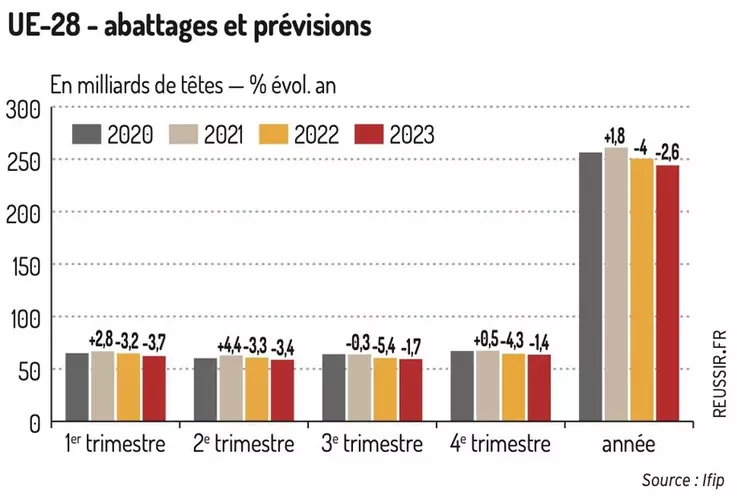 UE-28 - abattages et prévisions
En milliards de têtes — % évol. an
300
2020 2021 2022 2023
+1,8 -4 -2,6
250
200
150
100
+2,8 -3,2 -3,7 +4,4 -3,3 -3,4 -0,3 -5,4 -1,7 +0,5 -4,3 -1,4
50
0
1er trimestre 2e trimestre 3e trimestre 4e trimestre année
REUSSIR.FR
Source : Ifip